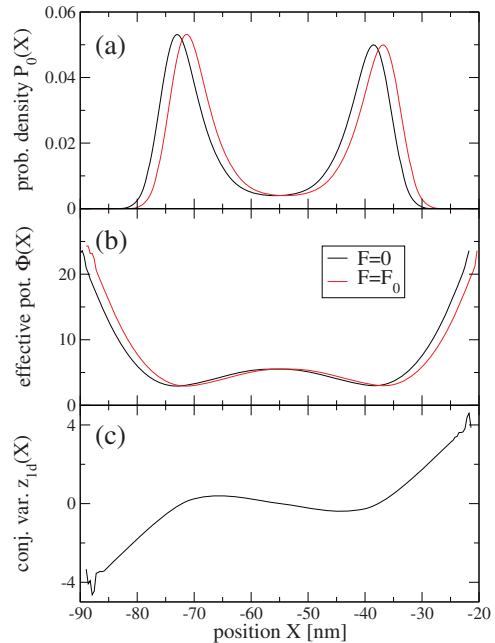 0.06
(a)
0.04
0.02
0
prob. density P0(X)
(b)
F=0
F=F0
20
10
0
effective pot. Φ(X)
(c)
4
0
-4
conj. var. z1d(X)
-90 -80 -70 -60 -50 -40 -30 -20
position X [nm]